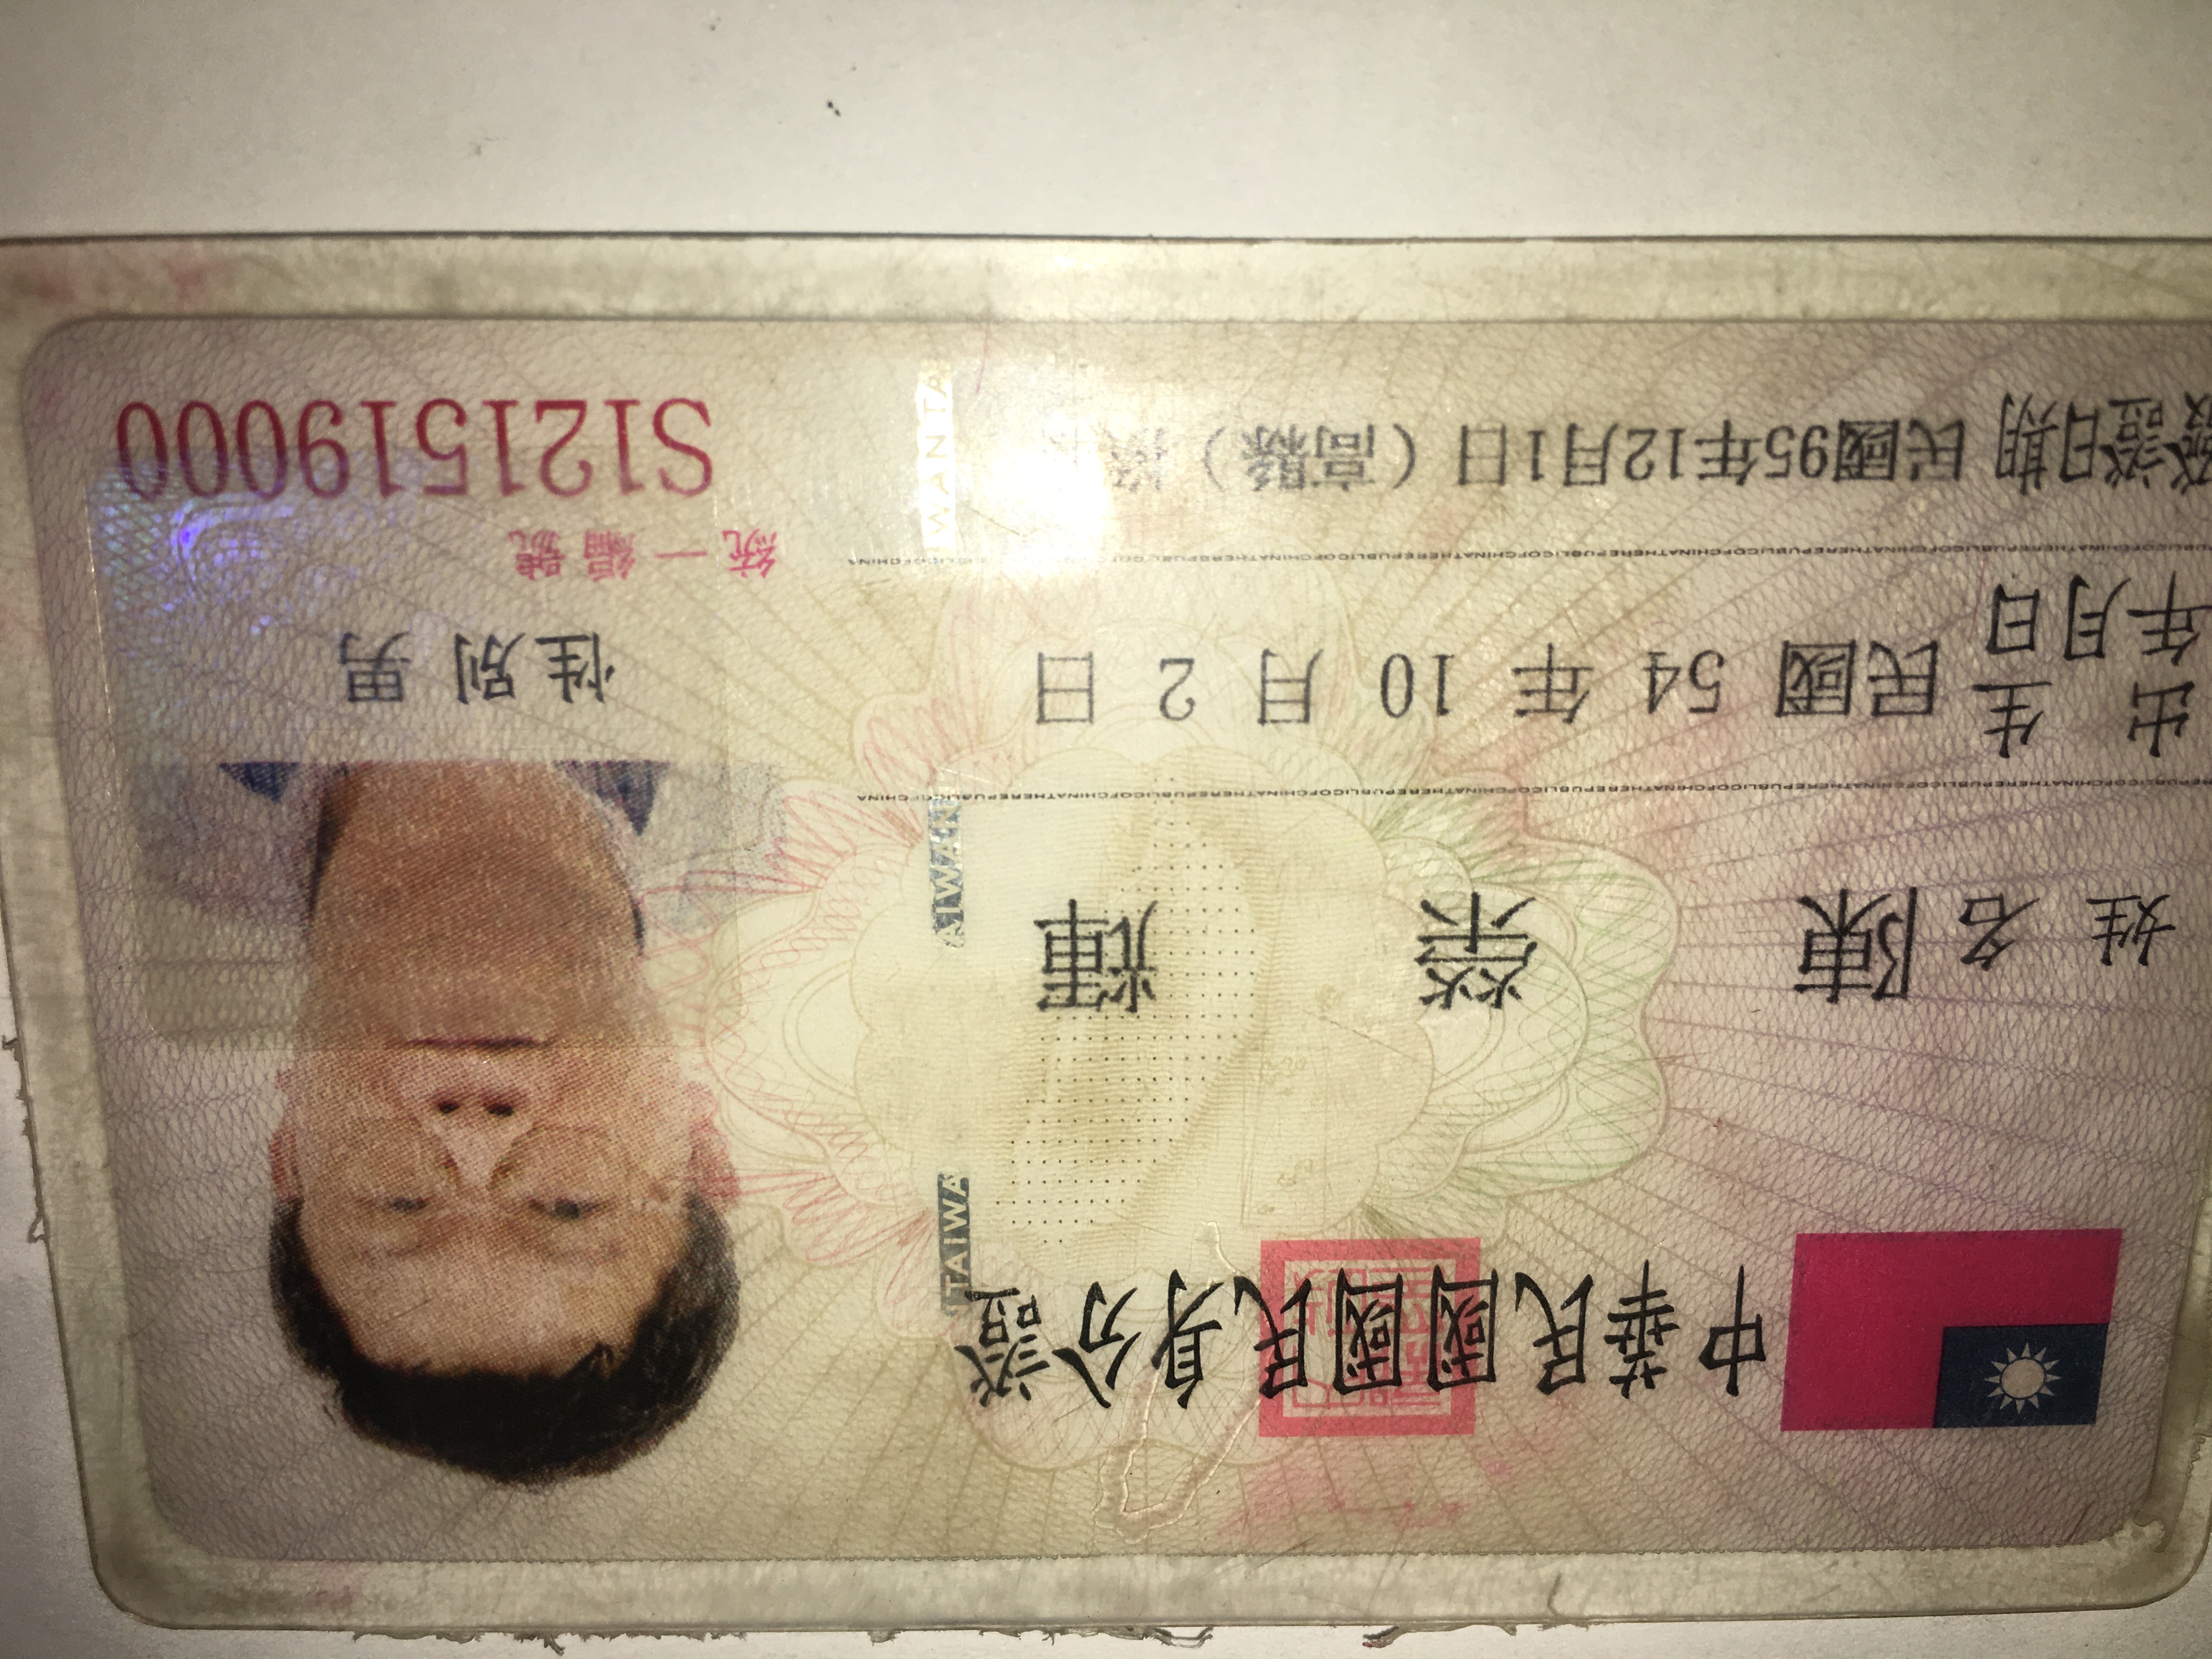 中華民國國民身分證
姓名 陳榮輝
出生年月日 民國 54 年 10 月 2 日
性別 男
發證日期 民國95年12月1日（高縣）換發
統一編號
S121519000
THEREPUBLICOFCHINATHEREPUBLICOFCHINA
TAIWAN